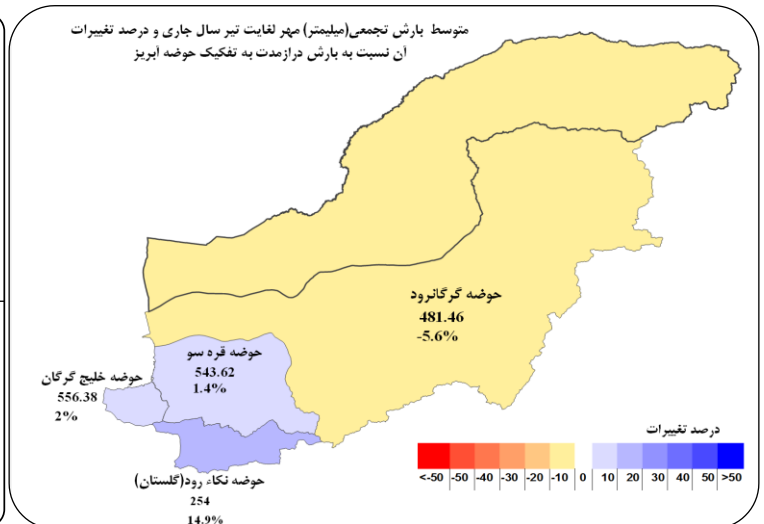 متوسط بارش تجمعی(میلیمتر) مهر لغایت تیر سال جاری و درصد تغییرات
آن نسبت به بارش درازمدت به تفکیک حوضه آبریز
حوضه گرگانرود
481.46
-5.6%
حوضه قره سو
543.62
1.4%
حوضه خلیج گرگان
556.38
2%
حوضه نکاء رود(گلستان)
254
14.9%
درصد تغییرات
<-50 -40 -30 -20 -10 0 10 20 30 40 50 >50